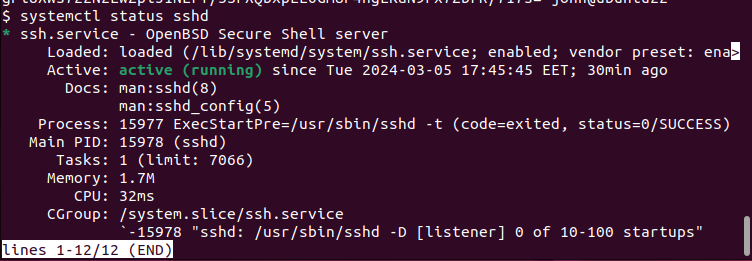 $ systemctl status sshd
* ssh.service - OpenBSD Secure Shell server
Loaded: loaded (/lib/systemd/system/ssh.service; enabled; vendor preset: ena>
Active: active (running) since Tue 2024-03-05 17:45:45 EET; 30min ago
Docs: man:sshd(8)
man:sshd_config(5)
Process: 15977 ExecStartPre=/usr/sbin/sshd -t (code=exited, status=0/SUCCESS)
Main PID: 15978 (sshd)
Tasks: 1 (limit: 7066)
Memory: 1.7M
CPU: 32ms
CGroup: /system.slice/ssh.service
`-15978 "sshd: /usr/sbin/sshd -D [listener] 0 of 10-100 startups"
lines 1-12/12 (END)